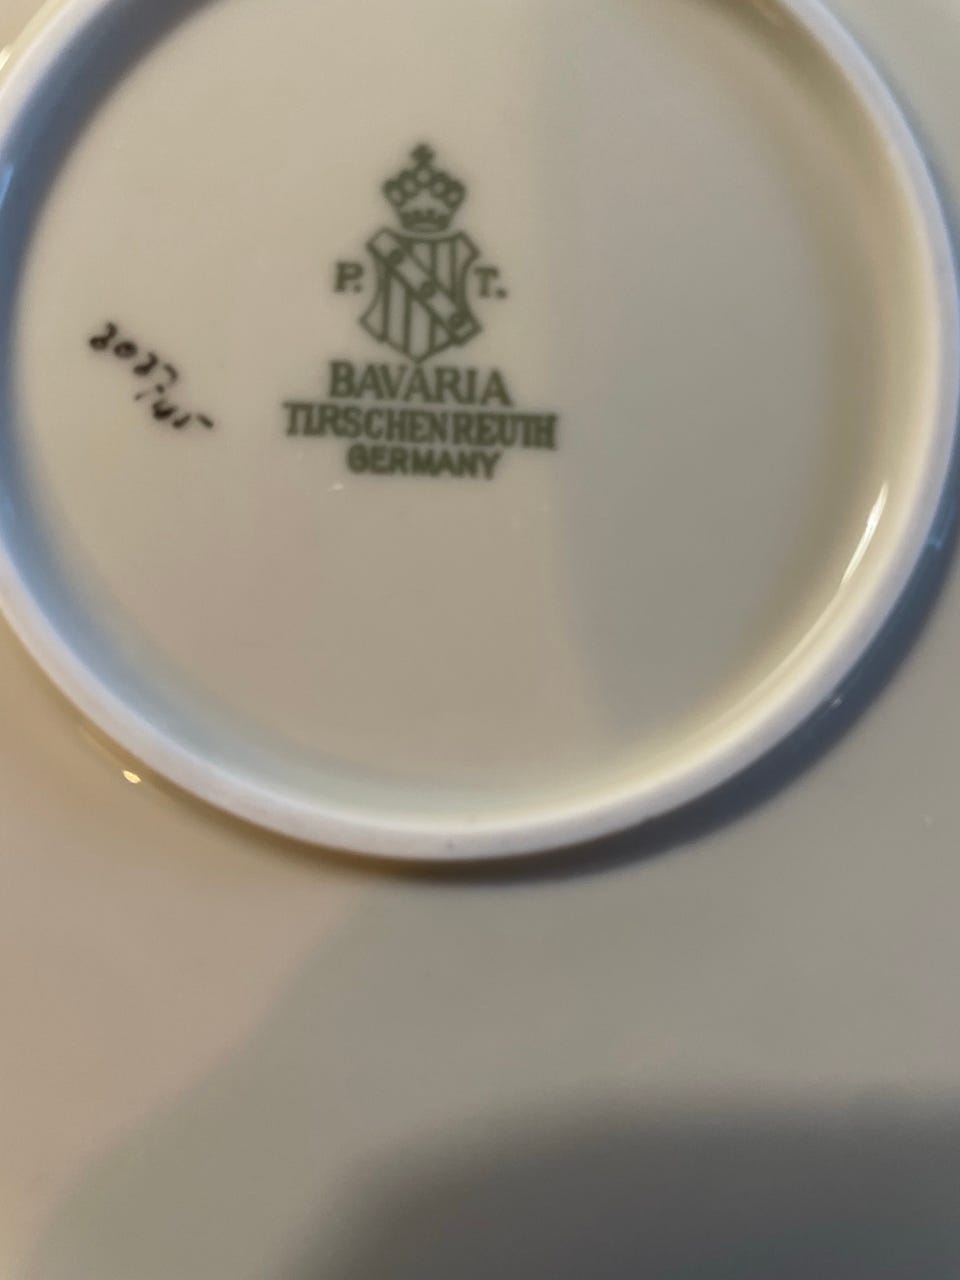 P. T.
BAVARIA
TIRSCHENREUTH
GERMANY